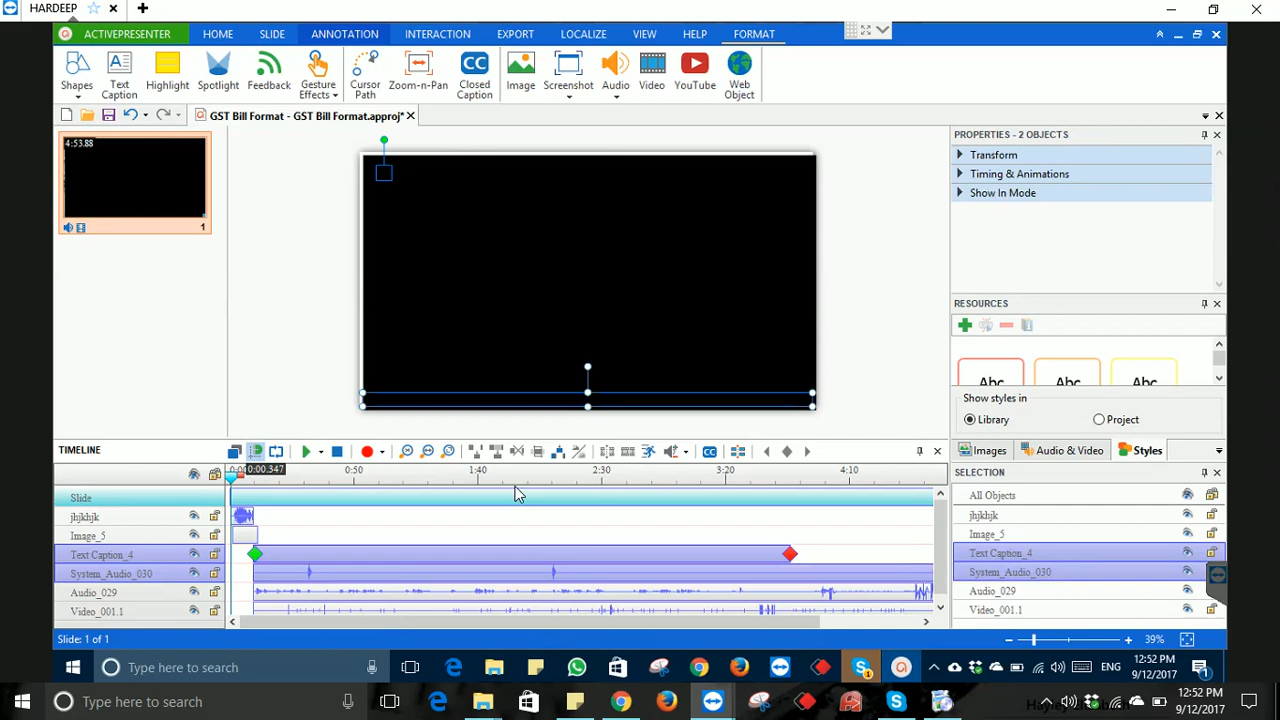 HARDEEP
ACTIVEPRESENTER HOME SLIDE ANNOTATION INTERACTION EXPORT LOCALIZE VIEW HELP FORMAT
Shapes Text Caption Highlight Spotlight Feedback Gesture Effects Cursor Path Zoom-n-Pan Closed Caption Image Screenshot Audio Video YouTube Web Object
GST Bill Format - GST Bill Format.approj*
PROPERTIES - 2 OBJECTS
4:53.88
Transform
Timing & Animations
Show In Mode
1
RESOURCES
Abc Abc Abc
Show styles in
Library Project
TIMELINE
Images Audio & Video Styles
0:00.347 0:50 1:40 2:30 3:20 4:10
SELECTION
Slide
All Objects
jhjkhjk
jhjkhjk
Image_5
Image_5
Text Caption_4
Text Caption_4
System_Audio_030
System_Audio_030
Audio_029
Audio_029
Video_001.1
Video_001.1
Slide: 1 of 1
39%
Type here to search
ENG
12:52 PM
9/12/2017
Type here to search
12:52 PM
9/12/2017